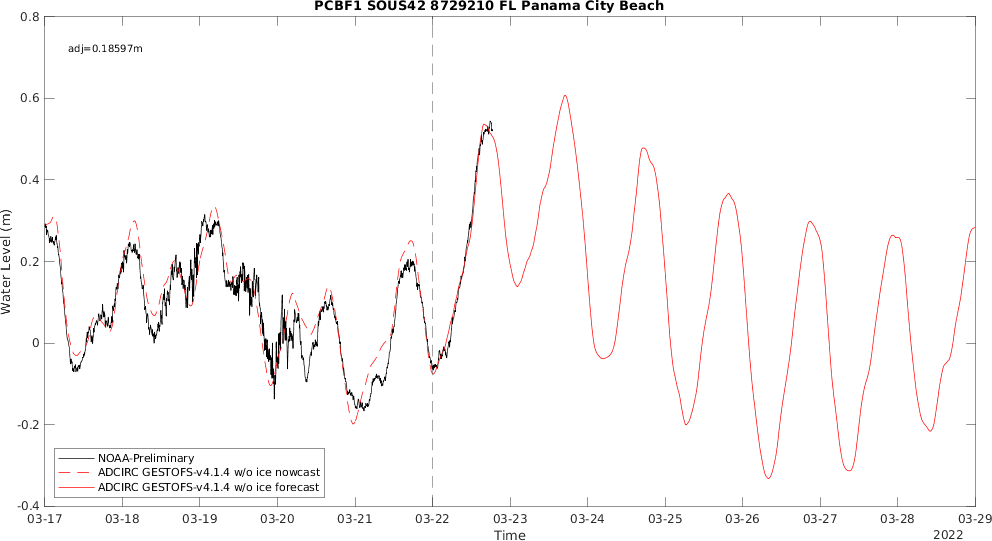 PCBF1 SOUS42 8729210 FL Panama City Beach
0.8
adj=0.18597m
0.6
0.4
0.2
0
-0.2
-0.4
Water Level (m)
NOAA-Preliminary
ADCIRC GESTOFS-v4.1.4 w/o ice nowcast
ADCIRC GESTOFS-v4.1.4 w/o ice forecast
03-17 03-18 03-19 03-20 03-21 03-22 03-23 03-24 03-25 03-26 03-27 03-28 03-29
Time
2022